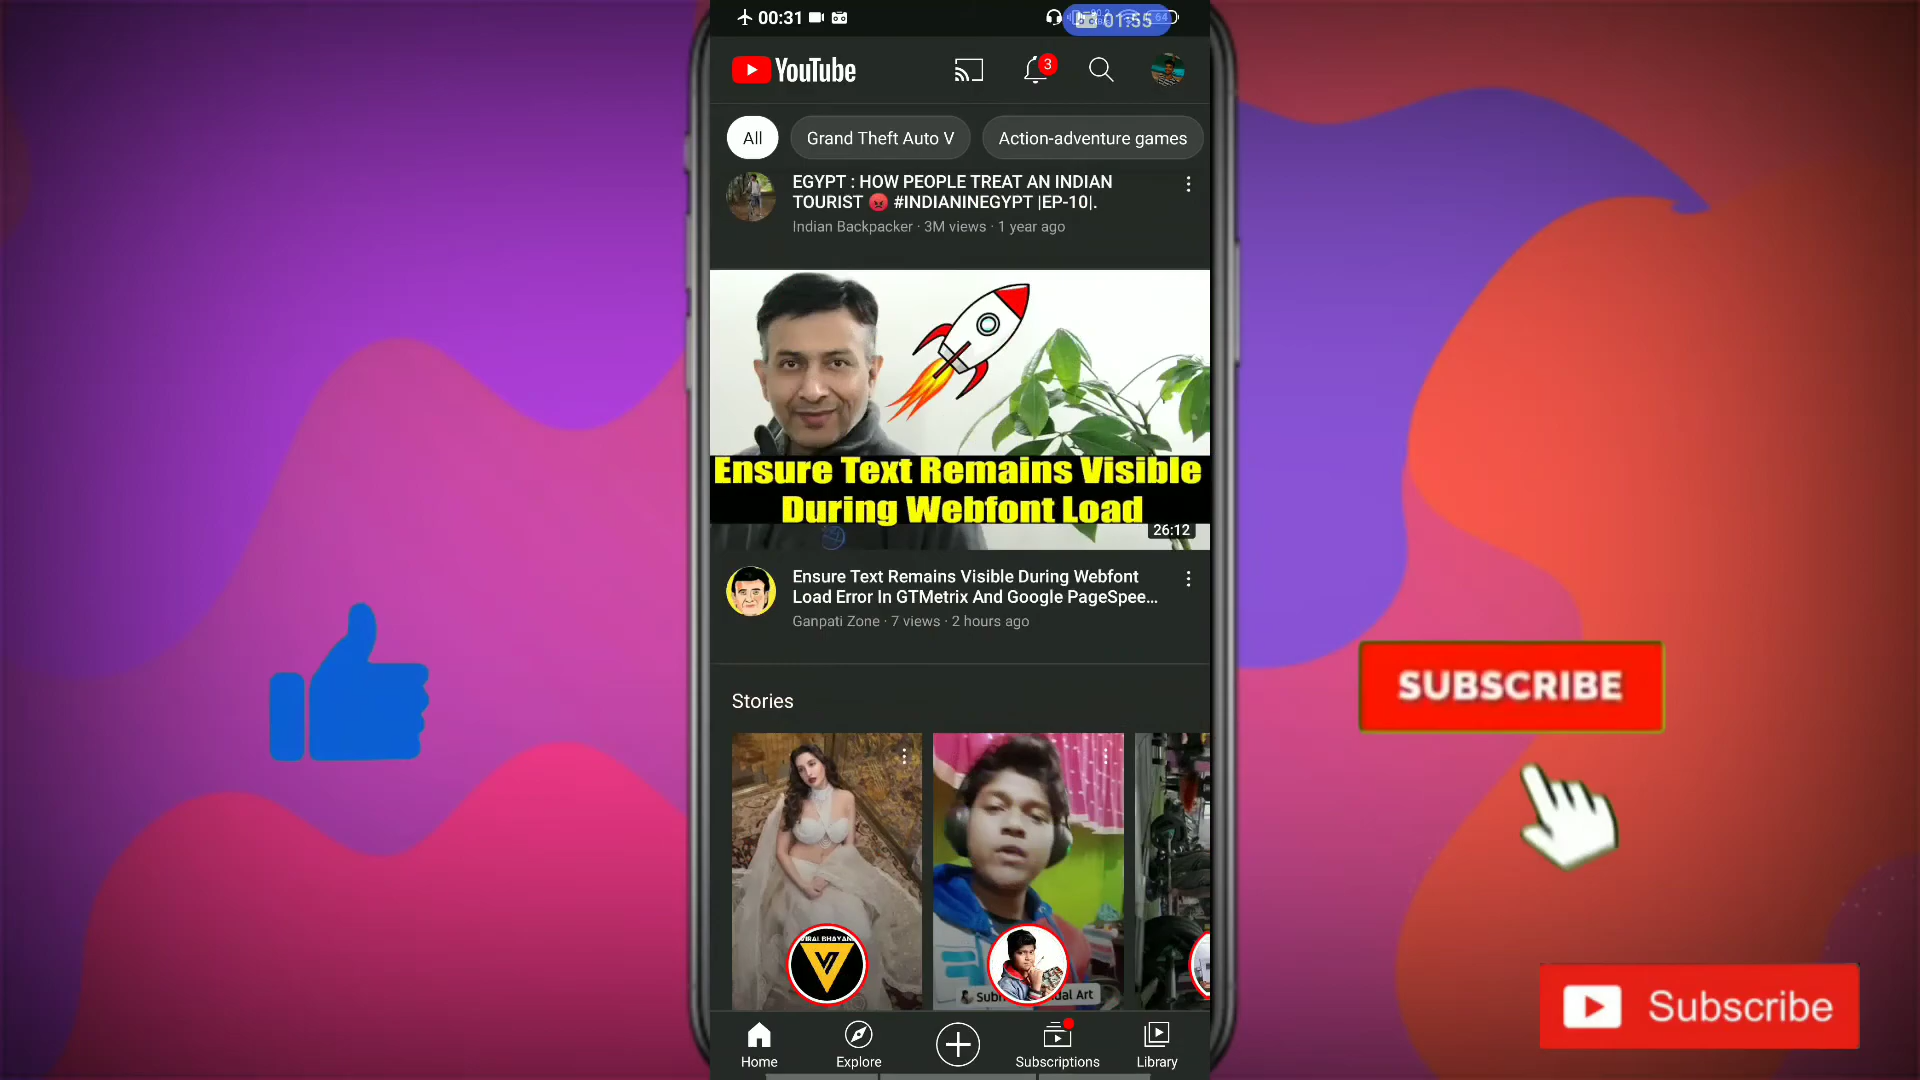 00:31
01:55
YouTube
3
All
Grand Theft Auto V
Action-adventure games
EGYPT : HOW PEOPLE TREAT AN INDIAN
TOURIST 😡 #INDIANINEGYPT |EP-10|.
Indian Backpacker · 3M views · 1 year ago
Ensure Text Remains Visible
During Webfont Load
26:12
Ensure Text Remains Visible During Webfont
Load Error In GTMetrix And Google PageSpee...
Ganpati Zone · 7 views · 2 hours ago
Stories
VIRAL BHAYANI
SUBSCRIBE
Subscribe
Home
Explore
Subscriptions
Library